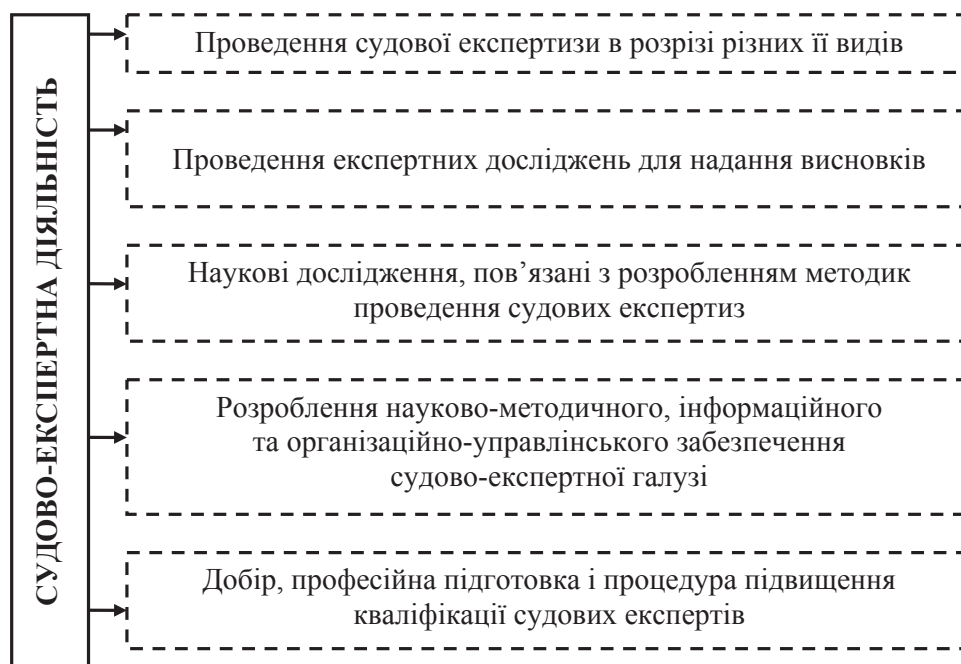 СУДОВО-ЕКСПЕРТНА ДІЯЛЬНІСТЬ
Проведення судової експертизи в розрізі різних її видів
Проведення експертних досліджень для надання висновків
Наукові дослідження, пов’язані з розробленням методик
проведення судових експертиз
Розроблення науково-методичного, інформаційного
та організаційно-управлінського забезпечення
судово-експертної галузі
Добір, професійна підготовка і процедура підвищення
кваліфікації судових експертів